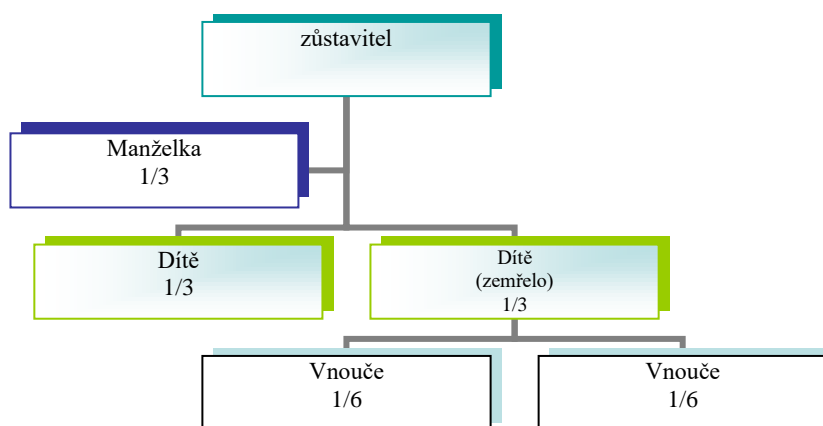 zůstavitel
Manželka
1/3
Dítě
1/3
Dítě
(zemřelo)
1/3
Vnouče
1/6
Vnouče
1/6